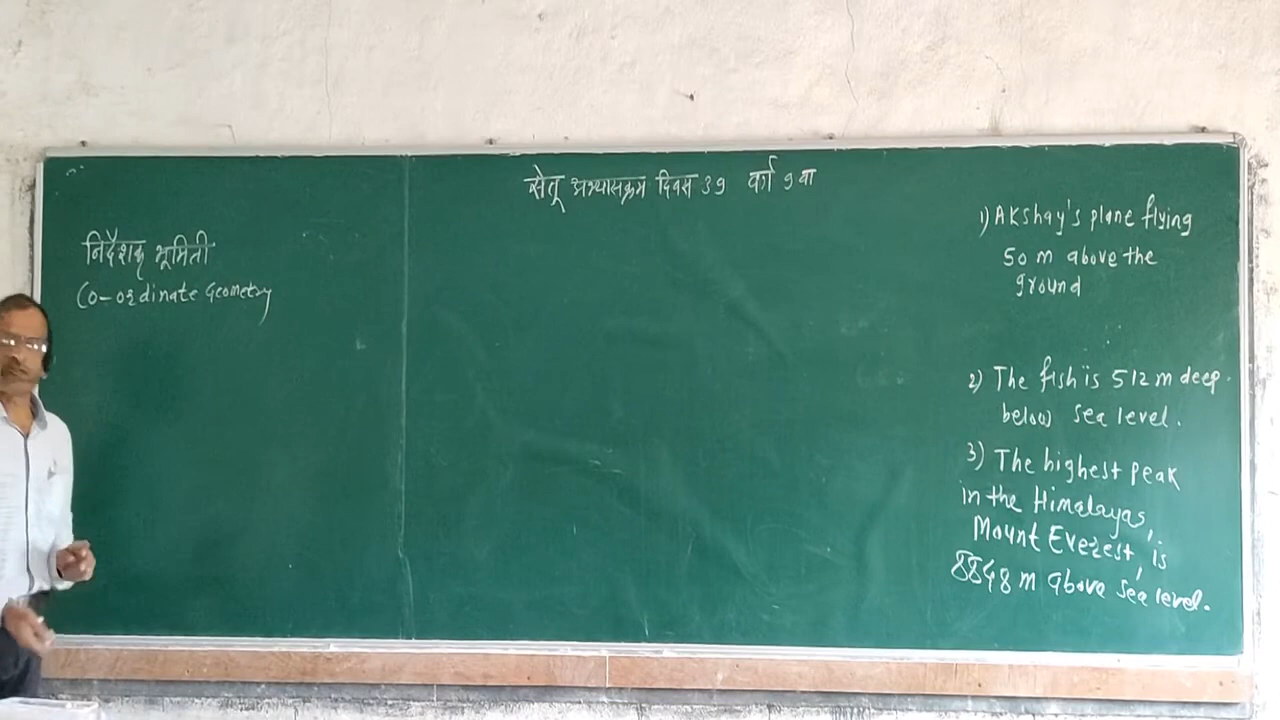 सेतू अभ्यासक्रम दिवस 39 वर्ग 9 वा
निर्देशक भूमिती
Co-ordinate Geometry
1) Akshay's plane flying
50 m above the
ground
2) The fish is 512 m deep.
below sea level.
3) The highest peak
in the Himalayas,
Mount Everest, is
8848 m above sea level.